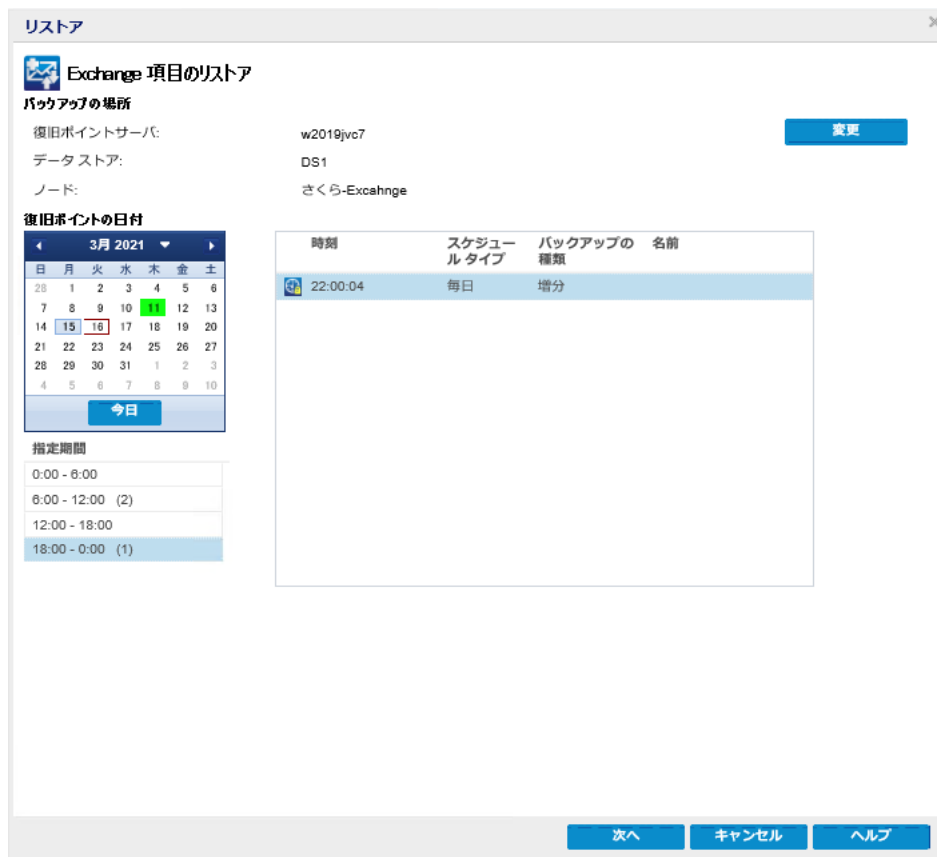 リストア
Exchange 項目のリストア
バックアップの場所
復旧ポイントサーバ: w2019jvc7 変更
データ ストア: DS1
ノード: さくら-Excahnge
復旧ポイントの日付
3月 2021
日 月 火 水 木 金 土
28 1 2 3 4 5 6
7 8 9 10 11 12 13
14 15 16 17 18 19 20
21 22 23 24 25 26 27
28 29 30 31 1 2 3
4 5 6 7 8 9 10
今日
指定期間
0:00 - 6:00
6:00 - 12:00 (2)
12:00 - 18:00
18:00 - 0:00 (1)
時刻 スケジュー バックアップの 名前
ル タイプ 種類
22:00:04 毎日 増分
次へ キャンセル ヘルプ